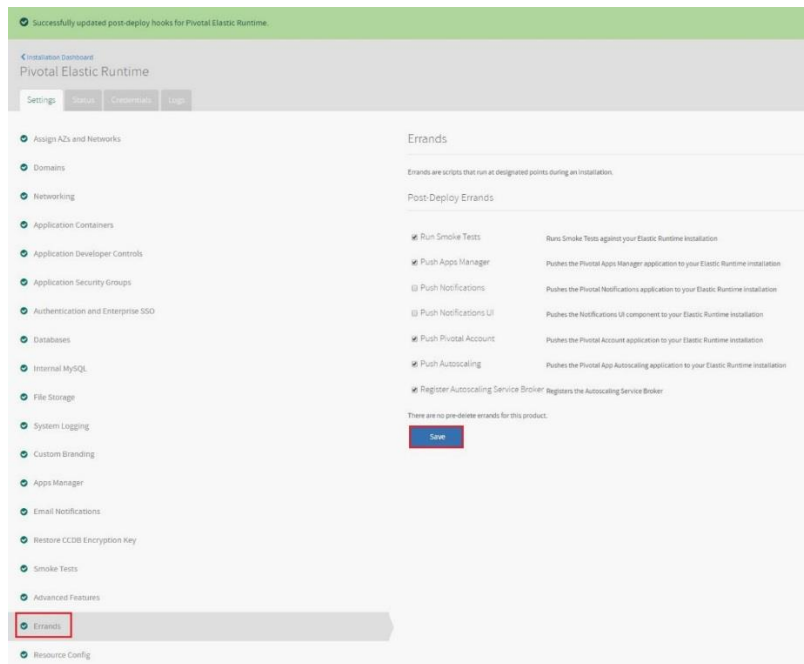 Successfully updated post-deploy hooks for Pivotal Elastic Runtime.
Installation Dashboard
Pivotal Elastic Runtime
Settings Status Credentials Logs
Assign AZs and Networks
Domains
Networking
Application Containers
Application Developer Controls
Application Security Groups
Authentication and Enterprise SSO
Databases
Internal MySQL
File Storage
System Logging
Custom Branding
Apps Manager
Email Notifications
Restore CCDB Encryption Key
Smoke Tests
Advanced Features
Errands
Resource Config
Errands
Errands are scripts that run at designated points during an installation.
Post-Deploy Errands
Run Smoke Tests Runs Smoke Tests against your Elastic Runtime installation
Push Apps Manager Pushes the Pivotal Apps Manager application to your Elastic Runtime installation
Push Notifications Pushes the Pivotal Notifications application to your Elastic Runtime installation
Push Notifications UI Pushes the Notifications UI component to your Elastic Runtime installation
Push Pivotal Account Pushes the Pivotal Account application to your Elastic Runtime installation
Push Autoscaling Pushes the Pivotal App Autoscaling application to your Elastic Runtime installation
Register Autoscaling Service Broker Registers the Autoscaling Service Broker
There are no pre-delete errands for this product.
Save